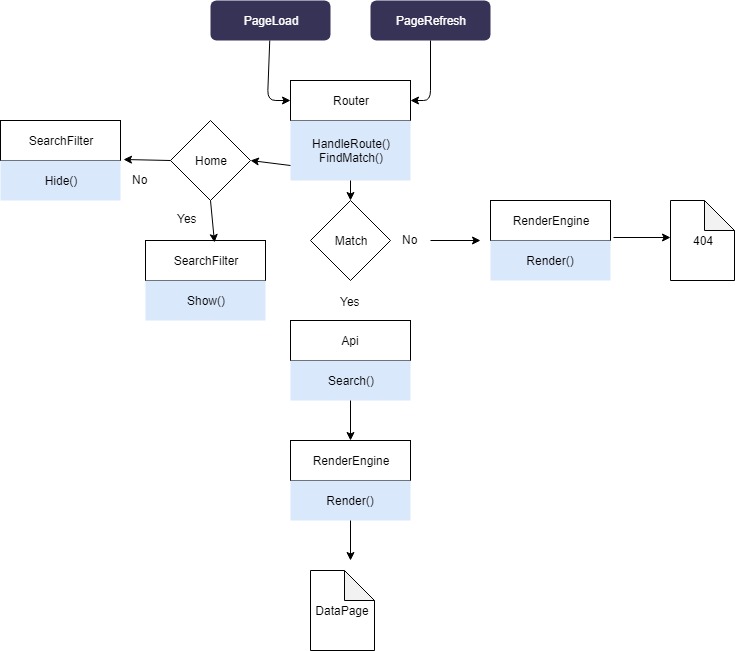 PageLoad
PageRefresh
Router
HandleRoute()
FindMatch()
SearchFilter
Hide()
No
Home
Yes
SearchFilter
Show()
Match
No
RenderEngine
Render()
404
Yes
Api
Search()
RenderEngine
Render()
DataPage